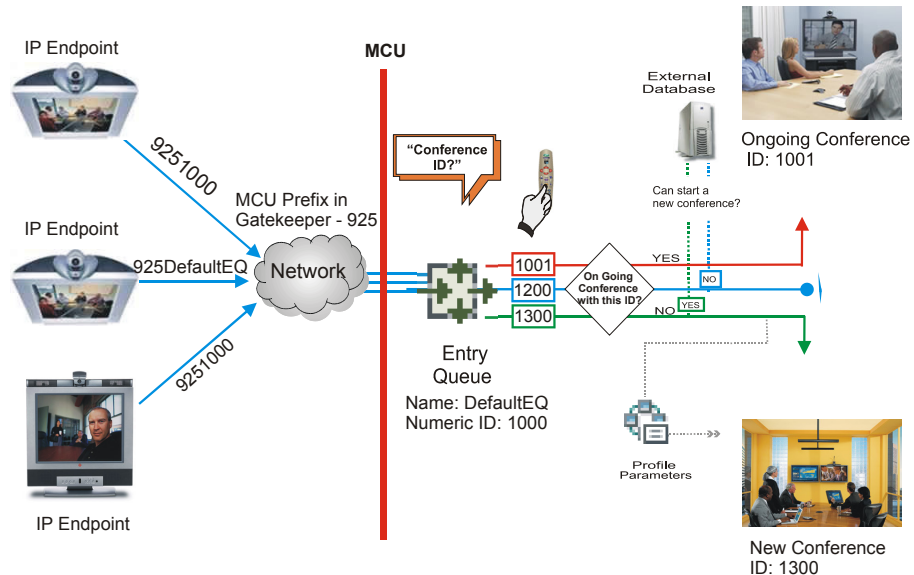 IP Endpoint
MCU
External
Database
"Conference
ID?"
Ongoing Conference
ID: 1001
9251000
MCU Prefix in
Gatekeeper - 925
Can start a
new conference?
IP Endpoint
925DefaultEQ
Network
1001
1200
1300
On Going
Conference
with this ID?
YES
NO
NO
YES
9251000
Entry
Queue
Name: DefaultEQ
Numeric ID: 1000
Profile
Parameters
IP Endpoint
New Conference
ID: 1300